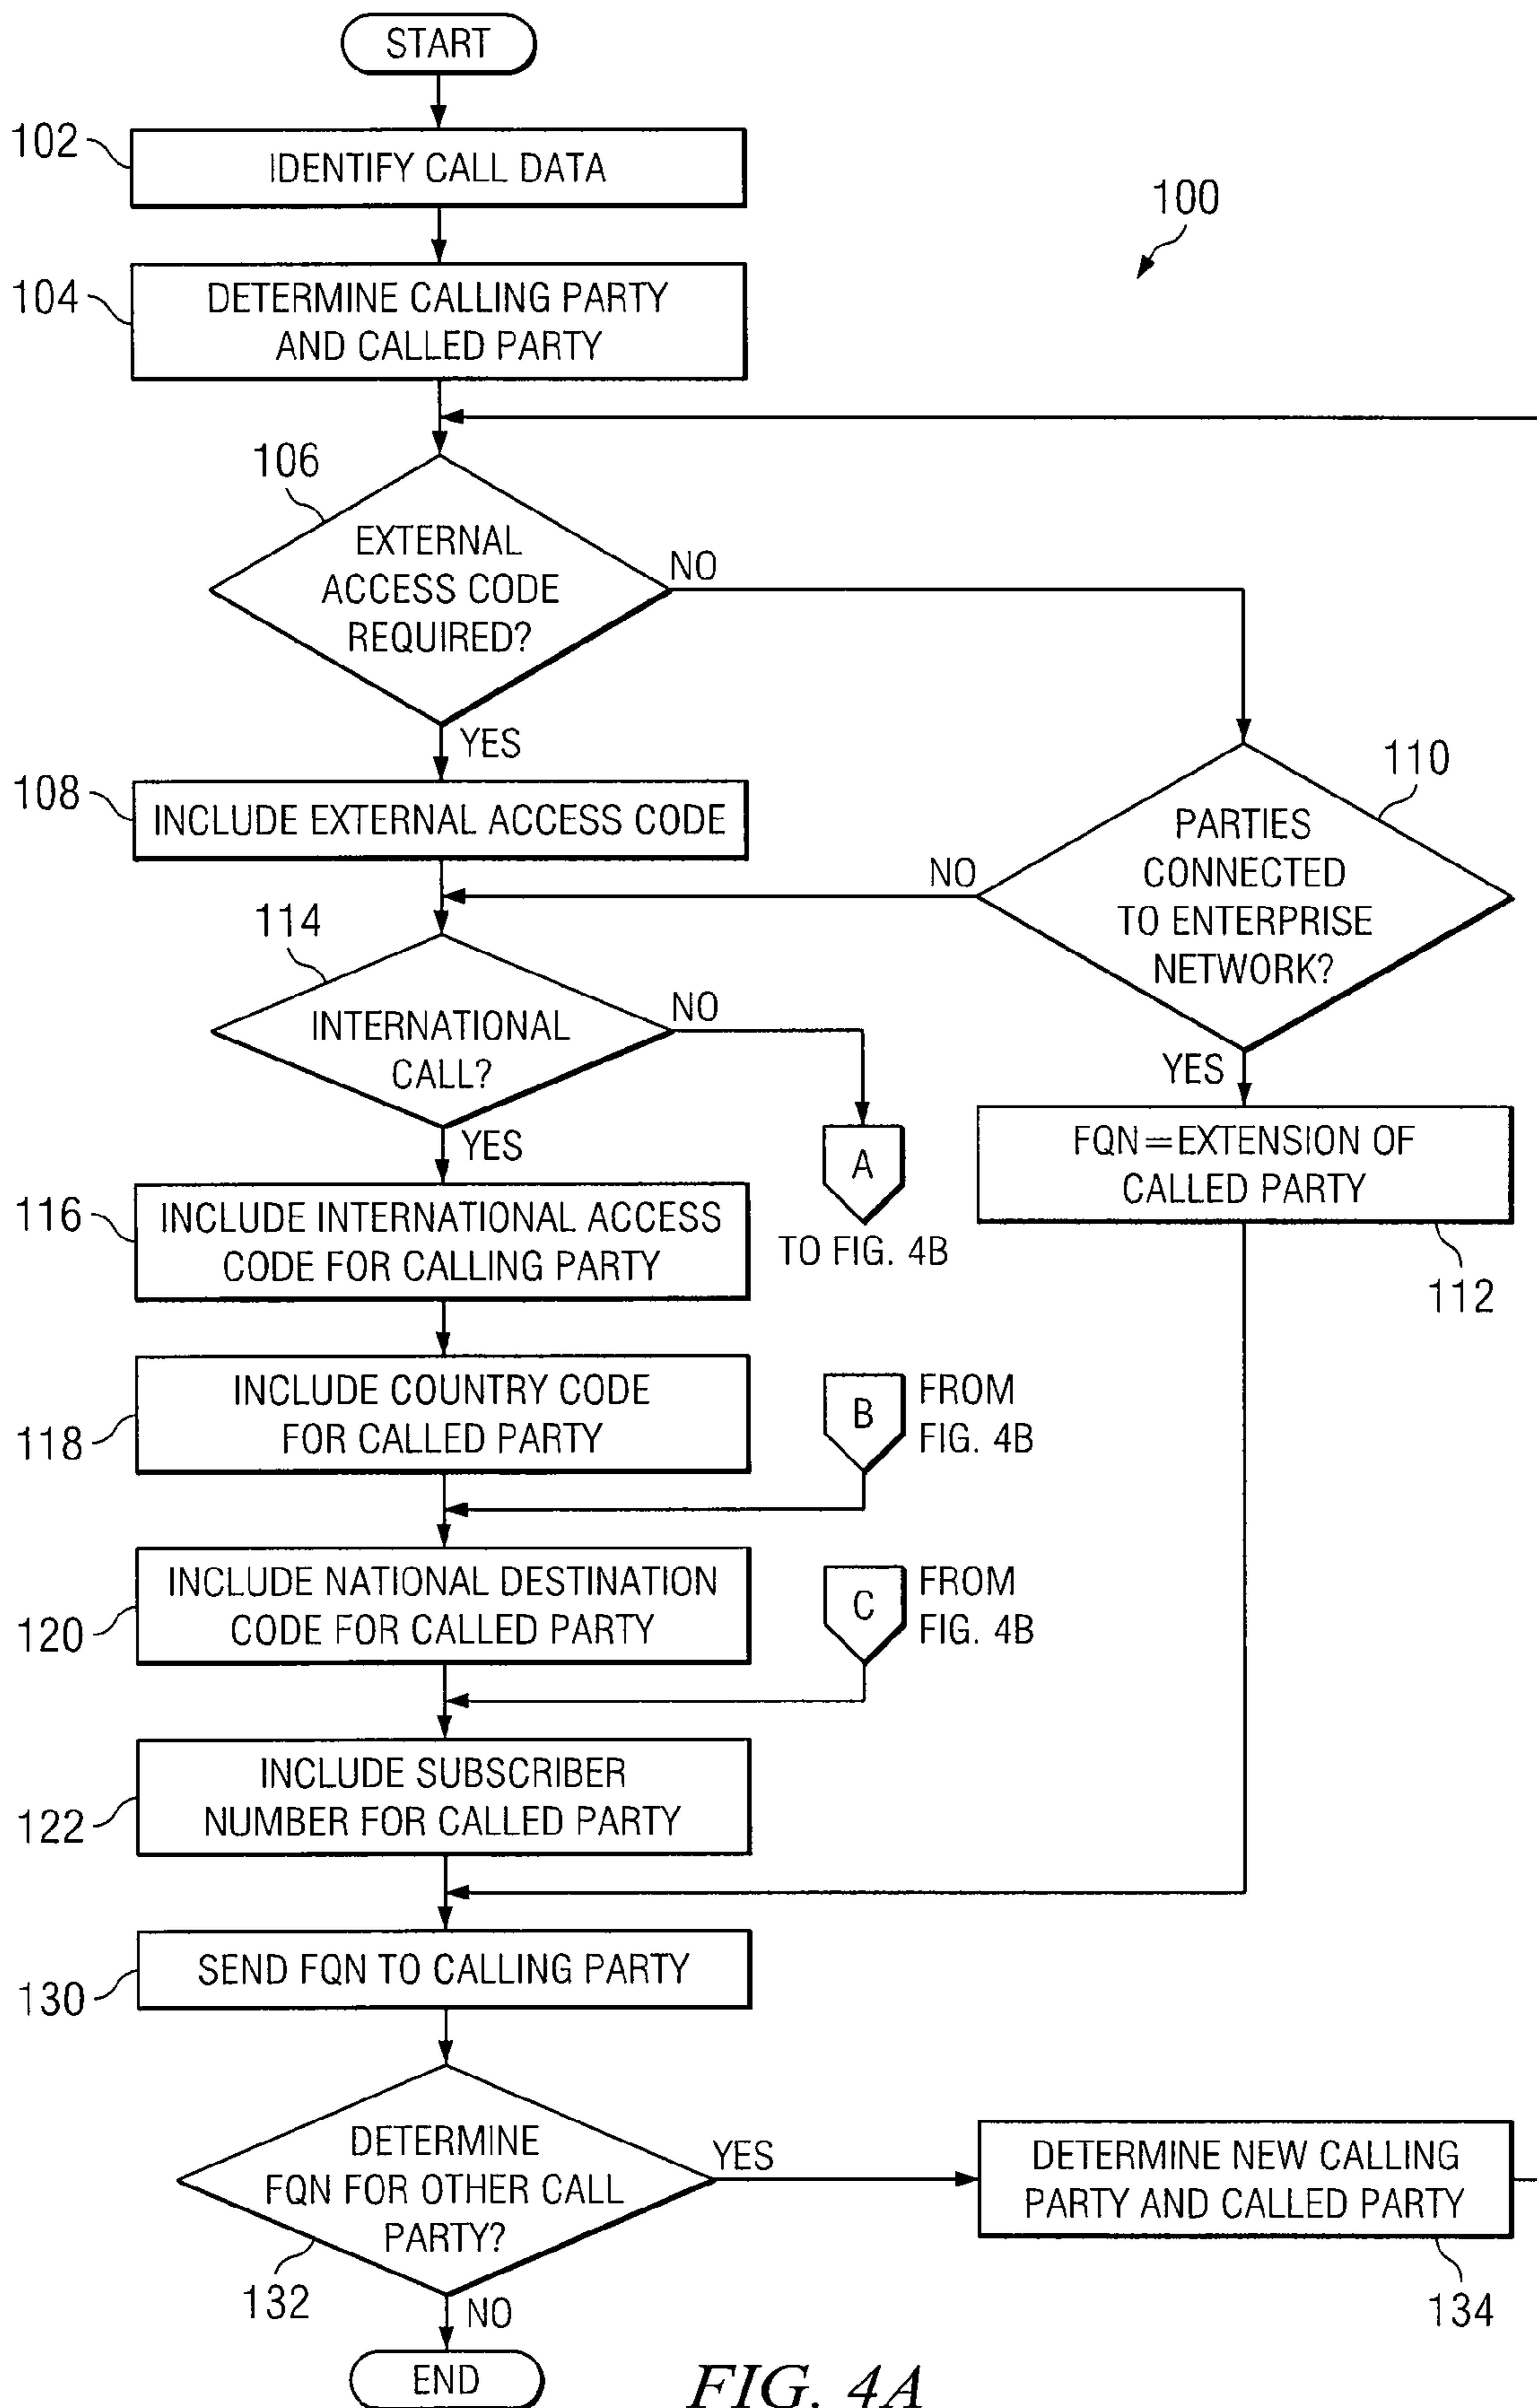 START
102
IDENTIFY CALL DATA
100
104
DETERMINE CALLING PARTY
AND CALLED PARTY
106
EXTERNAL
ACCESS CODE
REQUIRED?
NO
YES
108
INCLUDE EXTERNAL ACCESS CODE
110
PARTIES
CONNECTED
TO ENTERPRISE
NETWORK?
NO
YES
114
INTERNATIONAL
CALL?
NO
YES
A
TO FIG. 4B
FQN=EXTENSION OF
CALLED PARTY
112
116
INCLUDE INTERNATIONAL ACCESS
CODE FOR CALLING PARTY
118
INCLUDE COUNTRY CODE
FOR CALLED PARTY
B
FROM
FIG. 4B
120
INCLUDE NATIONAL DESTINATION
CODE FOR CALLED PARTY
C
FROM
FIG. 4B
122
INCLUDE SUBSCRIBER
NUMBER FOR CALLED PARTY
130
SEND FQN TO CALLING PARTY
132
DETERMINE
FQN FOR OTHER CALL
PARTY?
YES
NO
DETERMINE NEW CALLING
PARTY AND CALLED PARTY
134
END
FIG. 4A